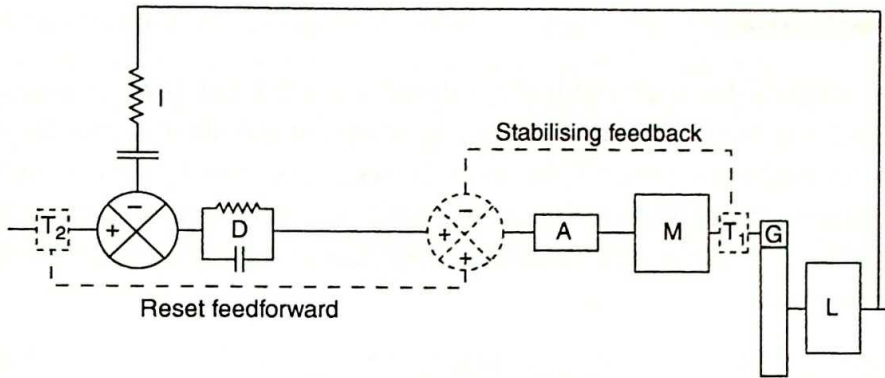 I
Stabilising feedback
−
−
T2
+
D
+
+
A
M
T1
G
L
Reset feedforward